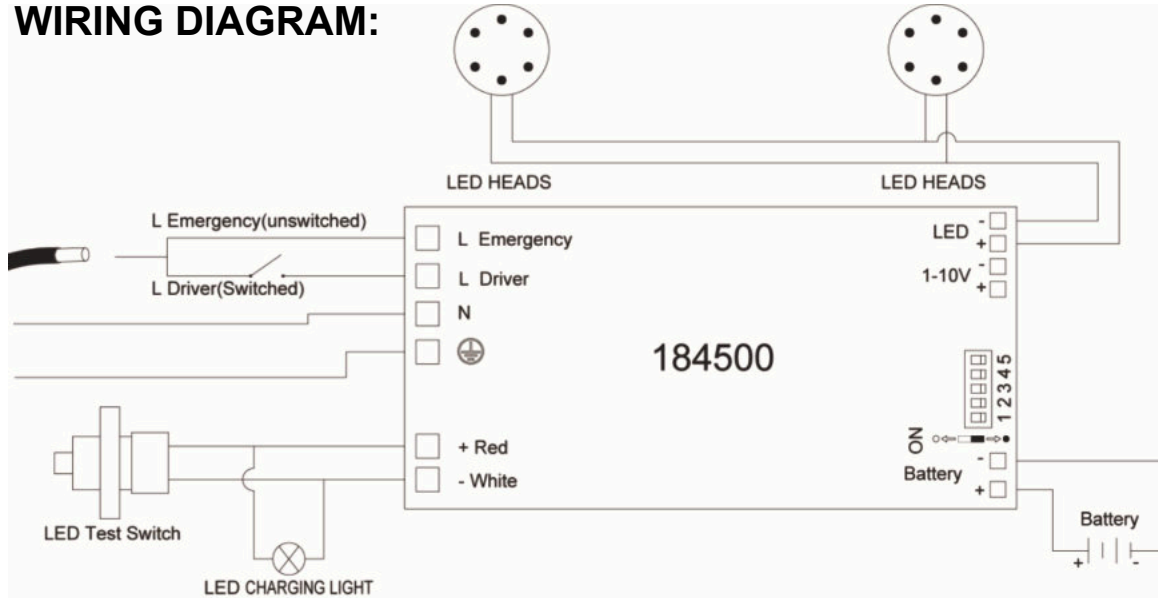 WIRING DIAGRAM:
LED HEADS
LED HEADS
L Emergency(unswitched)
L Driver(Switched)
L Emergency
L Driver
N
184500
LED
-
+
1-10V
-
+
1 2 3 4 5
ON
+ Red
- White
Battery
-
+
LED Test Switch
LED CHARGING LIGHT
Battery
+ -